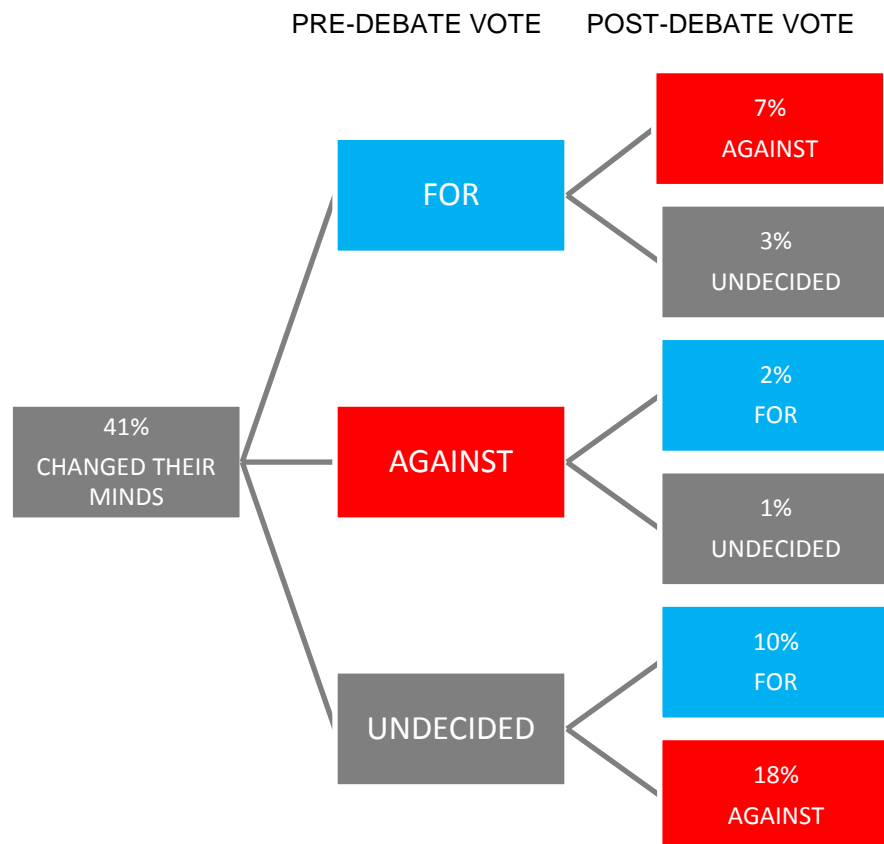 PRE-DEBATE VOTE
POST-DEBATE VOTE
7%
AGAINST
FOR
3%
UNDECIDED
2%
FOR
41%
CHANGED THEIR
MINDS
AGAINST
1%
UNDECIDED
10%
FOR
UNDECIDED
18%
AGAINST